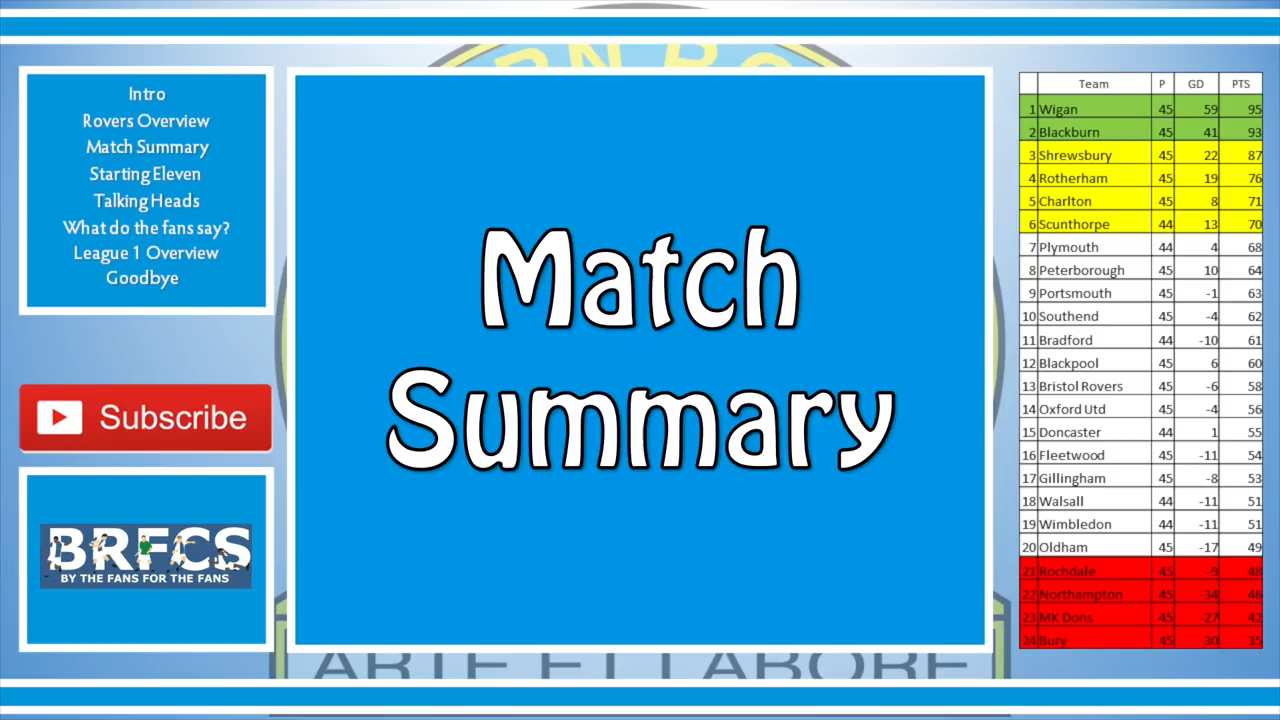 RN RO
Intro
Rovers Overview
Match Summary
Starting Eleven
Talking Heads
What do the fans say?
League 1 Overview
Goodbye
Subscribe
BRFCS
BY THE FANS FOR THE FANS
Match
Summary
Team P GD PTS
1 Wigan 45 59 95
2 Blackburn 45 41 93
3 Shrewsbury 45 22 87
4 Rotherham 45 19 76
5 Charlton 45 8 71
6 Scunthorpe 44 13 70
7 Plymouth 44 4 68
8 Peterborough 45 10 64
9 Portsmouth 45 -1 63
10 Southend 45 -4 62
11 Bradford 44 -10 61
12 Blackpool 45 6 60
13 Bristol Rovers 45 -6 58
14 Oxford Utd 45 -4 56
15 Doncaster 44 1 55
16 Fleetwood 45 -11 54
17 Gillingham 45 -8 53
18 Walsall 44 -11 51
19 Wimbledon 44 -11 51
20 Oldham 45 -17 49
21 Rochdale 45 -9 48
22 Northampton 45 -34 46
23 MK Dons 45 -27 42
24 Bury 45 -30 35
ARTE ET LABORE